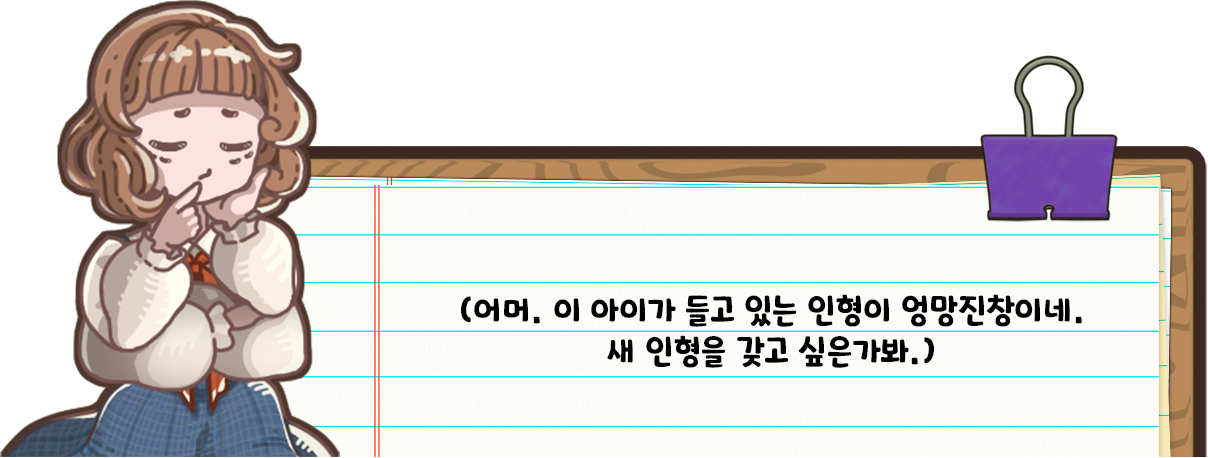 (어머. 이 아이가 들고 있는 인형이 엉망진창이네.
새 인형을 갖고 싶은가봐.)